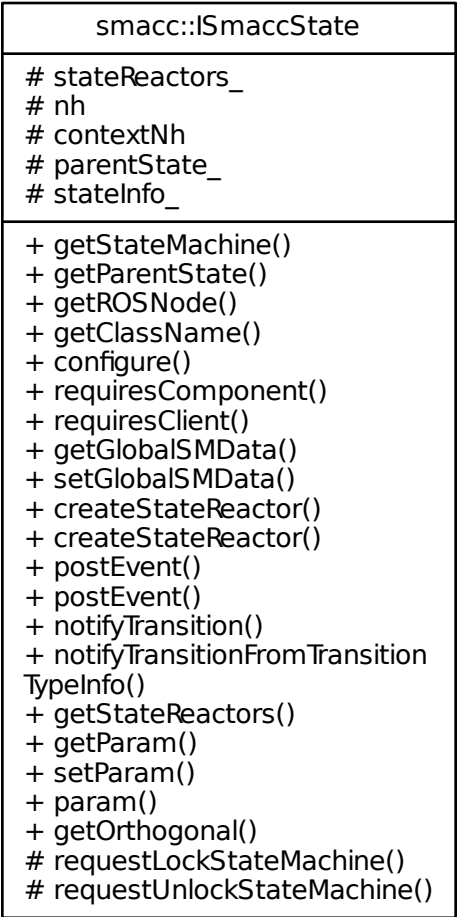 smacc::ISmaccState
# stateReactors_
# nh
# contextNh
# parentState_
# stateInfo_
+ getStateMachine()
+ getParentState()
+ getROSNode()
+ getClassName()
+ configure()
+ requiresComponent()
+ requiresClient()
+ getGlobalSMData()
+ setGlobalSMData()
+ createStateReactor()
+ createStateReactor()
+ postEvent()
+ postEvent()
+ notifyTransition()
+ notifyTransitionFromTransition
TypeInfo()
+ getStateReactors()
+ getParam()
+ setParam()
+ param()
+ getOrthogonal()
# requestLockStateMachine()
# requestUnlockStateMachine()